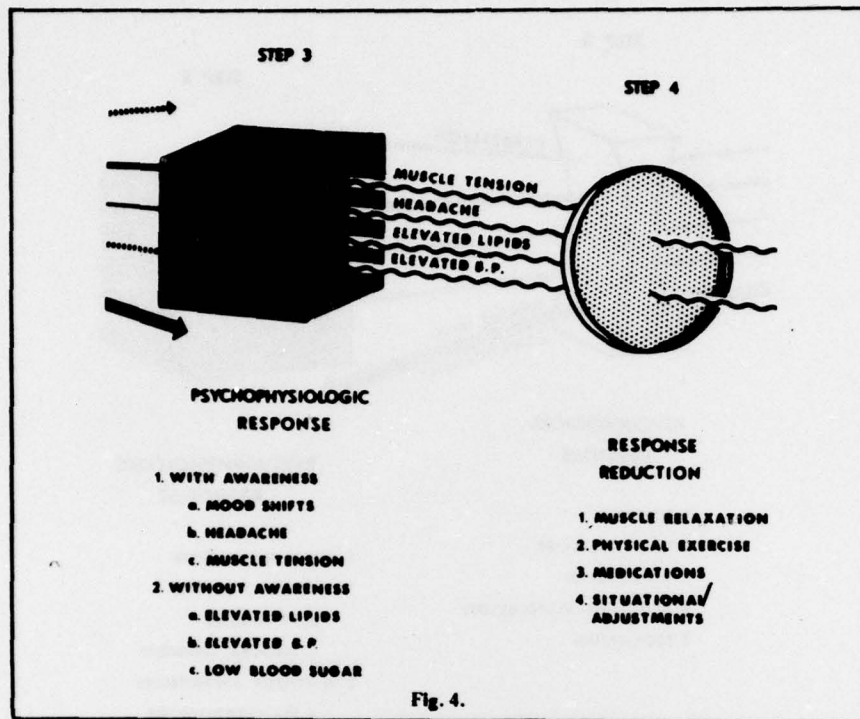 STEP 3
STEP 4
MUSCLE TENSION
HEADACHE
ELEVATED LIPIDS
ELEVATED B.P.
PSYCHOPHYSIOLOGIC
RESPONSE
1. WITH AWARENESS
a. MOOD SHIFTS
b. HEADACHE
c. MUSCLE TENSION
2. WITHOUT AWARENESS
a. ELEVATED LIPIDS
b. ELEVATED B.P.
c. LOW BLOOD SUGAR
RESPONSE
REDUCTION
1. MUSCLE RELAXATION
2. PHYSICAL EXERCISE
3. MEDICATIONS
4. SITUATIONAL/
ADJUSTMENTS
Fig. 4.